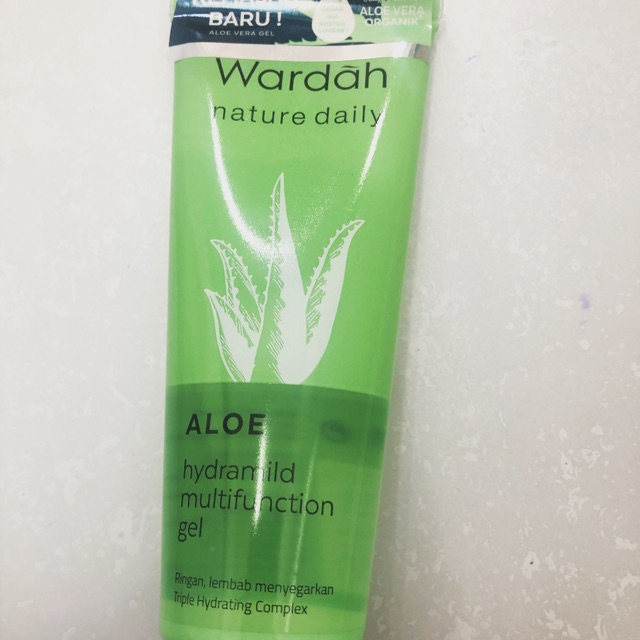 BARU !
ALOE VERA GEL
ALOE VERA
ORGANIK
Wardah
nature daily
ALOE
hydramild
multifunction
gel
Ringan, lembab menyegarkan
Triple Hydrating Complex